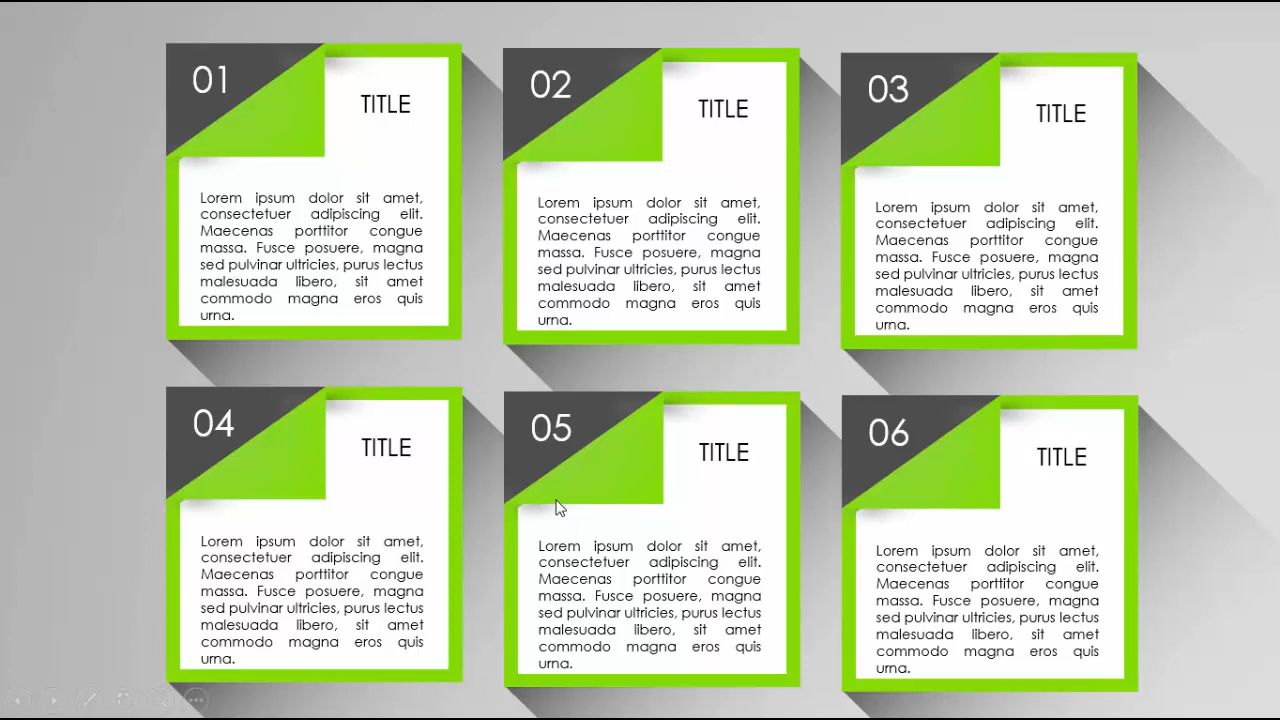 01
TITLE
Lorem ipsum dolor sit amet,
consectetuer adipiscing elit.
Maecenas porttitor congue
massa. Fusce posuere, magna
sed pulvinar ultricies, purus lectus
malesuada libero, sit amet
commodo magna eros quis
urna.
02
TITLE
Lorem ipsum dolor sit amet,
consectetuer adipiscing elit.
Maecenas porttitor congue
massa. Fusce posuere, magna
sed pulvinar ultricies, purus lectus
malesuada libero, sit amet
commodo magna eros quis
urna.
03
TITLE
Lorem ipsum dolor sit amet,
consectetuer adipiscing elit.
Maecenas porttitor congue
massa. Fusce posuere, magna
sed pulvinar ultricies, purus lectus
malesuada libero, sit amet
commodo magna eros quis
urna.
04
TITLE
Lorem ipsum dolor sit amet,
consectetuer adipiscing elit.
Maecenas porttitor congue
massa. Fusce posuere, magna
sed pulvinar ultricies, purus lectus
malesuada libero, sit amet
commodo magna eros quis
urna.
05
TITLE
Lorem ipsum dolor sit amet,
consectetuer adipiscing elit.
Maecenas porttitor congue
massa. Fusce posuere, magna
sed pulvinar ultricies, purus lectus
malesuada libero, sit amet
commodo magna eros quis
urna.
06
TITLE
Lorem ipsum dolor sit amet,
consectetuer adipiscing elit.
Maecenas porttitor congue
massa. Fusce posuere, magna
sed pulvinar ultricies, purus lectus
malesuada libero, sit amet
commodo magna eros quis
urna.